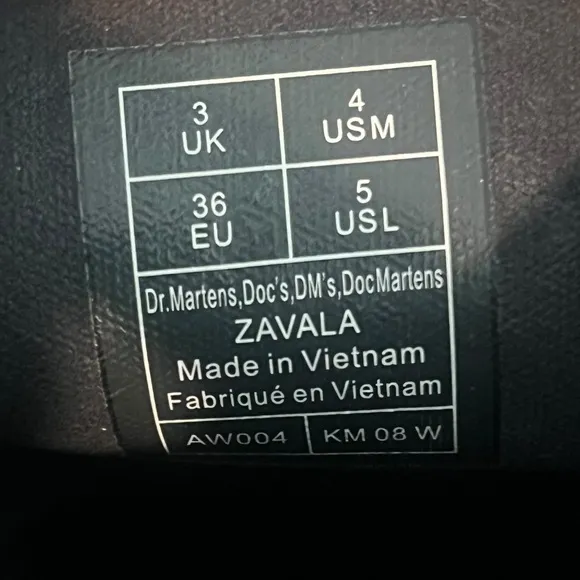 3
UK
4
USM
36
EU
5
USL
Dr.Martens,Doc's,DM's,DocMartens
ZAVALA
Made in Vietnam
Fabriqué en Vietnam
AW004
KM 08 W